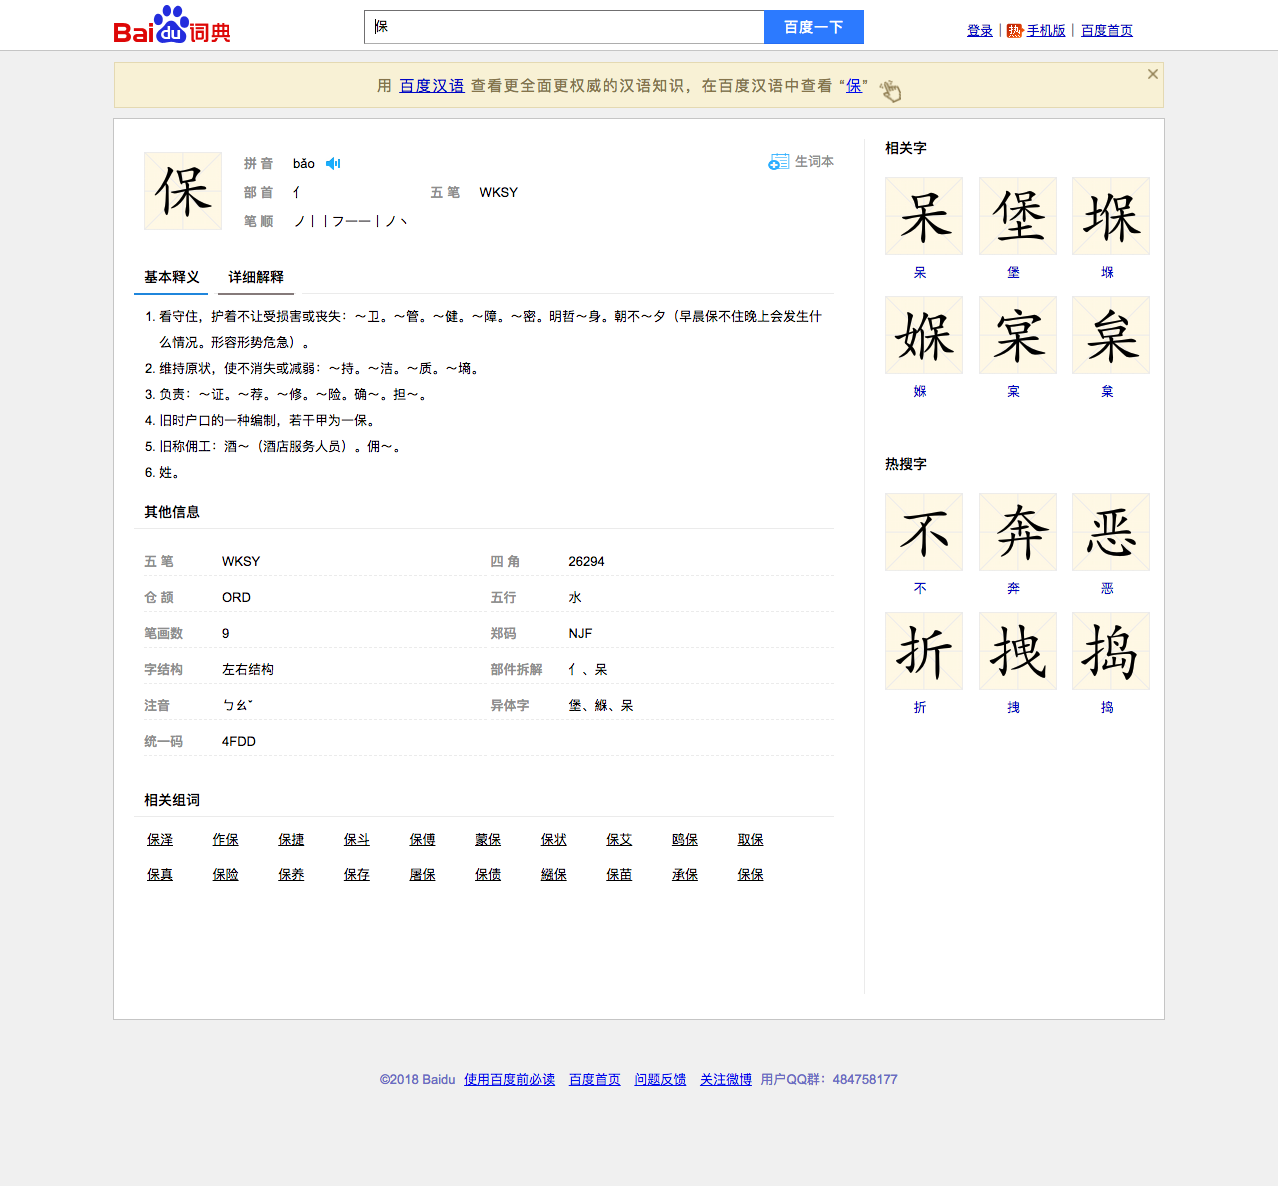 Bai du 词典
保
百度一下
登录 | 热 手机版 | 百度首页
用 百度汉语 查看更全面更权威的汉语知识，在百度汉语中查看 “保”
保
拼 音 bǎo
生词本
部 首 亻 五 笔 WKSY
笔 顺 ノ丨丨フ一一丨ノ丶
基本释义 详细解释
1. 看守住，护着不让受损害或丧失：～卫。～管。～健。～障。～密。明哲～身。朝不～夕（早晨保不住晚上会发生什
么情况。形容形势危急）。
2. 维持原状，使不消失或减弱：～持。～洁。～质。～墒。
3. 负责：～证。～荐。～修。～险。确～。担～。
4. 旧时户口的一种编制，若干甲为一保。
5. 旧称佣工：酒～（酒店服务人员）。佣～。
6. 姓。
其他信息
五 笔 WKSY 四 角 26294
仓 颉 ORD 五行 水
笔画数 9 郑码 NJF
字结构 左右结构 部件拆解 亻、呆
注音 ㄅㄠˇ 异体字 堡、緥、呆
统一码 4FDD
相关组词
保泽 作保 保捷 保斗 保傅 蒙保 保状 保艾 鸥保 取保
保真 保险 保养 保存 屠保 保债 繦保 保苗 承保 保保
相关字
呆 堡 堢
呆 堡 堢
媬 寀 枲
媬
热搜字
不 奔 恶
不 奔 恶
折 拽 捣
折 拽 捣
©2018 Baidu 使用百度前必读 百度首页 问题反馈 关注微博 用户QQ群：484758177